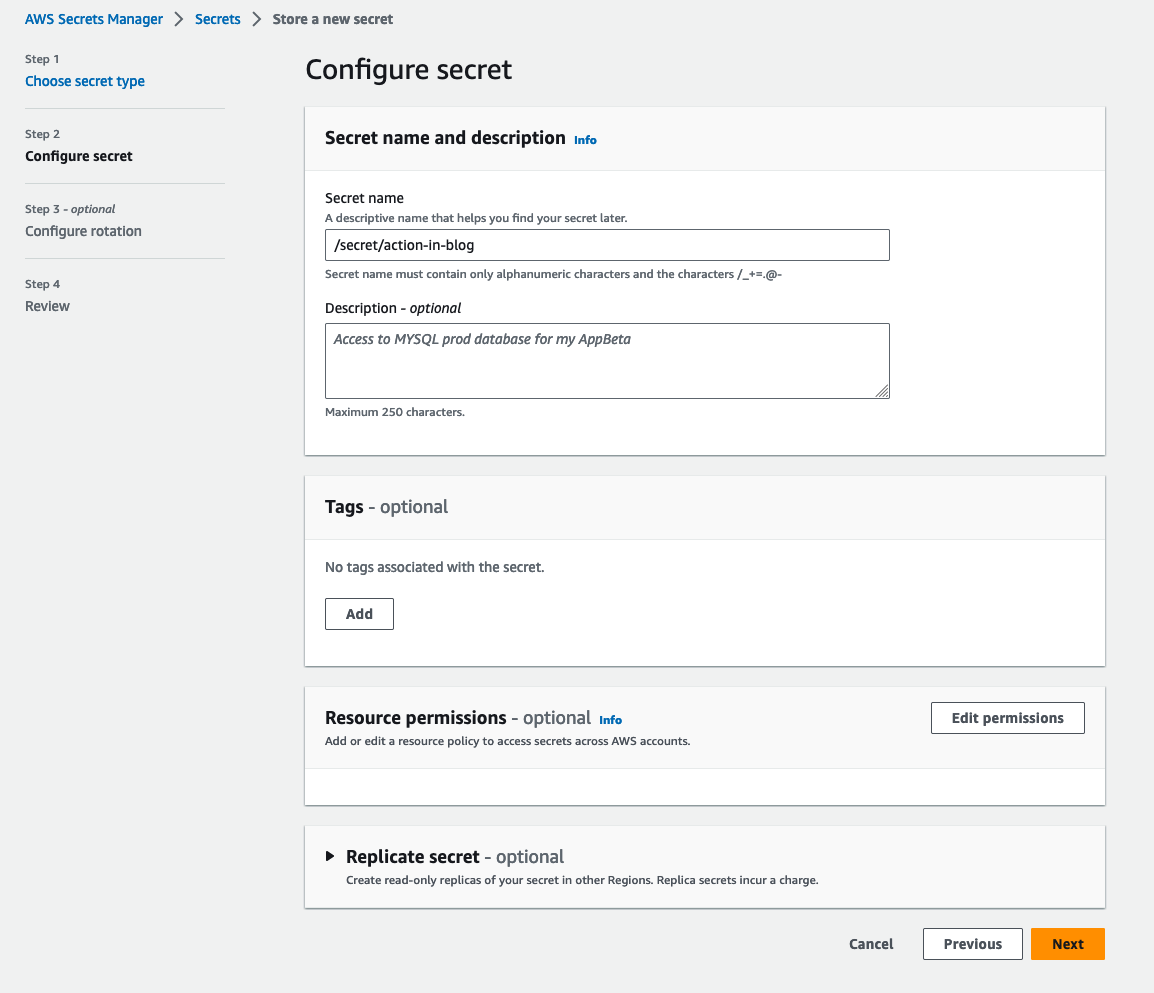 AWS Secrets Manager > Secrets > Store a new secret
Step 1
Choose secret type
Step 2
Configure secret
Step 3 - optional
Configure rotation
Step 4
Review
Configure secret
Secret name and description Info
Secret name
A descriptive name that helps you find your secret later.
/secret/action-in-blog
Secret name must contain only alphanumeric characters and the characters /_+=.@-
Description - optional
Access to MYSQL prod database for my AppBeta
Maximum 250 characters.
Tags - optional
No tags associated with the secret.
Add
Resource permissions - optional Info
Add or edit a resource policy to access secrets across AWS accounts.
Edit permissions
Replicate secret - optional
Create read-only replicas of your secret in other Regions. Replica secrets incur a charge.
Cancel
Previous
Next